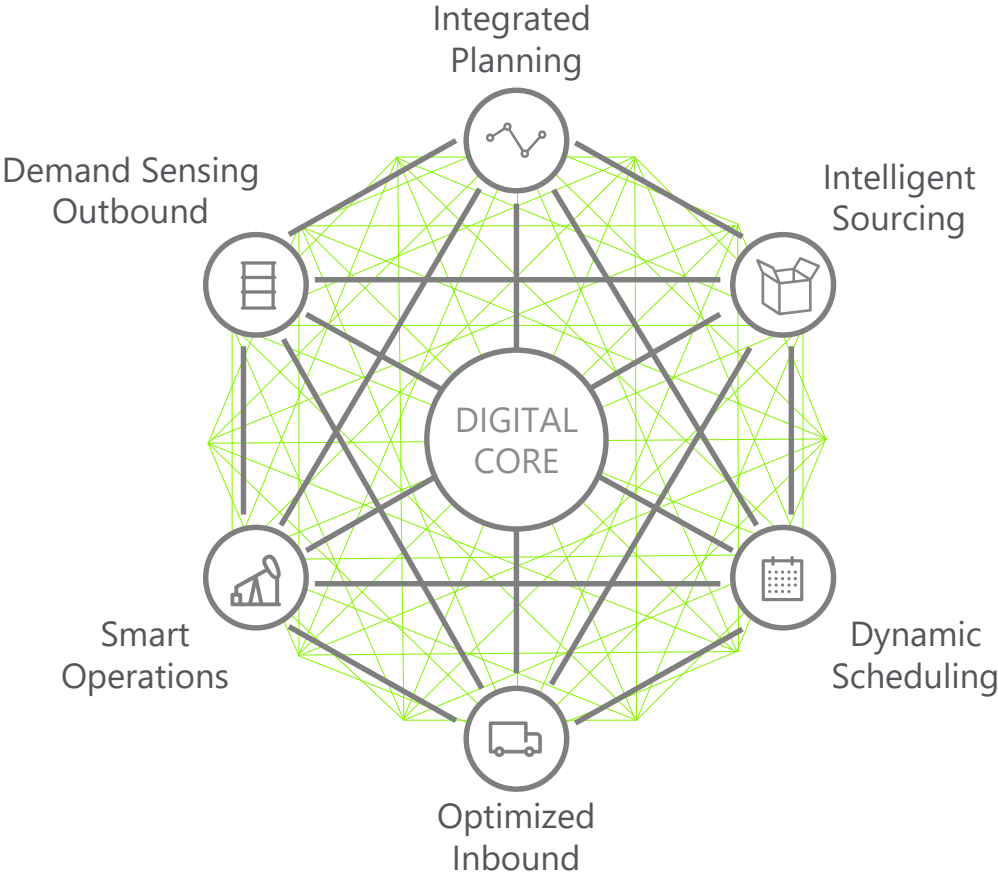 Integrated
Planning
Demand Sensing
Outbound
Intelligent
Sourcing
DIGITAL
CORE
Smart
Operations
Dynamic
Scheduling
Optimized
Inbound